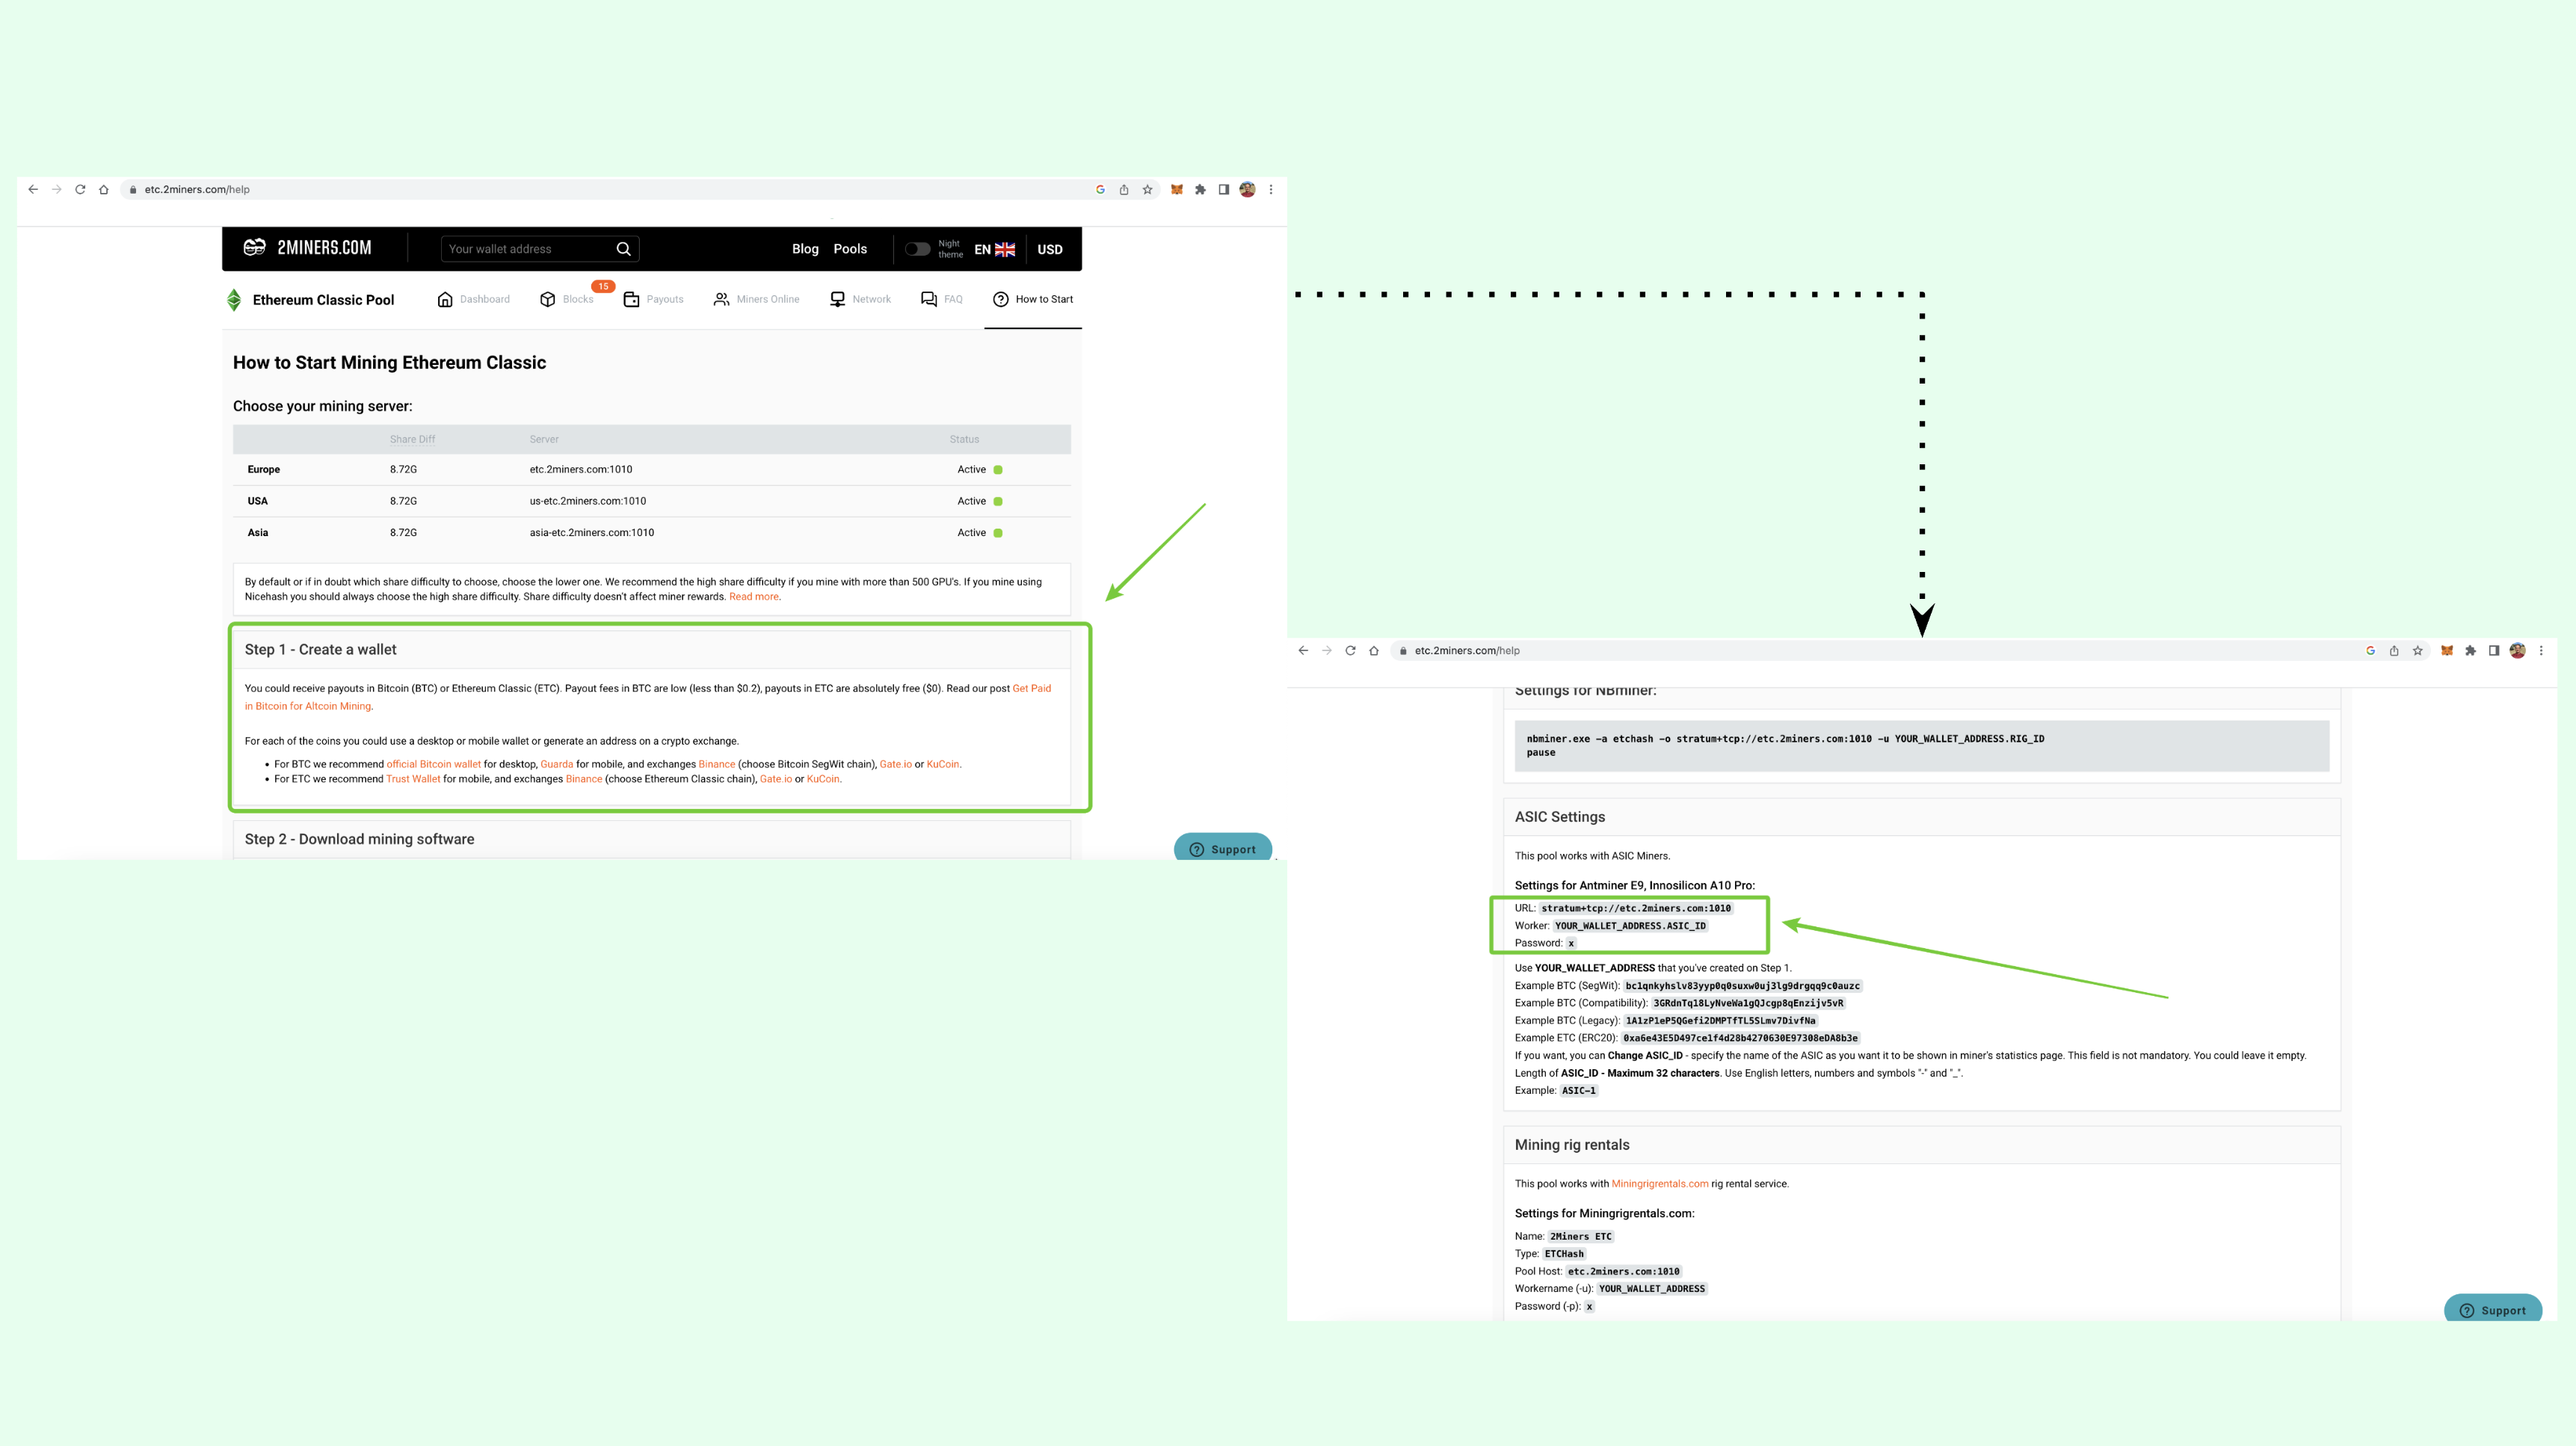 etc.2miners.com/help
2MINERS.COM
Your wallet address
Blog
Pools
Night
theme
EN
USD
Ethereum Classic Pool
Dashboard
Blocks
15
Payouts
Miners Online
Network
FAQ
How to Start
How to Start Mining Ethereum Classic
Choose your mining server:
Share Diff Server Status
Europe 8.72G etc.2miners.com:1010 Active
USA 8.72G us-etc.2miners.com:1010 Active
Asia 8.72G asia-etc.2miners.com:1010 Active
By default or if in doubt which share difficulty to choose, choose the lower one. We recommend the high share difficulty if you mine with more than 500 GPU's. If you mine using
Nicehash you should always choose the high share difficulty. Share difficulty doesn't affect miner rewards. Read more.
Step 1 - Create a wallet
You could receive payouts in Bitcoin (BTC) or Ethereum Classic (ETC). Payout fees in BTC are low (less than $0.2), payouts in ETC are absolutely free ($0). Read our post Get Paid
in Bitcoin for Altcoin Mining.
For each of the coins you could use a desktop or mobile wallet or generate an address on a crypto exchange.
• For BTC we recommend official Bitcoin wallet for desktop, Guarda for mobile, and exchanges Binance (choose Bitcoin SegWit chain), Gate.io or KuCoin.
• For ETC we recommend Trust Wallet for mobile, and exchanges Binance (choose Ethereum Classic chain), Gate.io or KuCoin.
Step 2 - Download mining software
Support
etc.2miners.com/help
Settings for NBminer:
nbminer.exe -a etchash -o stratum+tcp://etc.2miners.com:1010 -u YOUR_WALLET_ADDRESS.RIG_ID
pause
ASIC Settings
This pool works with ASIC Miners.
Settings for Antminer E9, Innosilicon A10 Pro:
URL: stratum+tcp://etc.2miners.com:1010
Worker: YOUR_WALLET_ADDRESS.ASIC_ID
Password: x
Use YOUR_WALLET_ADDRESS that you've created on Step 1.
Example BTC (SegWit): bc1qnkyhslv83yyp0q0suxw0uj3lg9drgqq9c0auzc
Example BTC (Compatibility): 3GRdnTq18LyNveWa1gQJcgp8qEnzijv5vR
Example BTC (Legacy): 1A1zP1eP5QGefi2DMPTfTL5SLmv7DivfNa
Example ETC (ERC20): 0xa6e43E5D497ce1f4d28b4270630E97308eDA8b3e
If you want, you can Change ASIC_ID - specify the name of the ASIC as you want it to be shown in miner's statistics page. This field is not mandatory. You could leave it empty.
Length of ASIC_ID - Maximum 32 characters. Use English letters, numbers and symbols "-" and "_".
Example: ASIC-1
Mining rig rentals
This pool works with Miningrigrentals.com rig rental service.
Settings for Miningrigrentals.com:
Name: 2Miners ETC
Type: ETCHash
Pool Host: etc.2miners.com:1010
Workername (-u): YOUR_WALLET_ADDRESS
Password (-p): x
Support